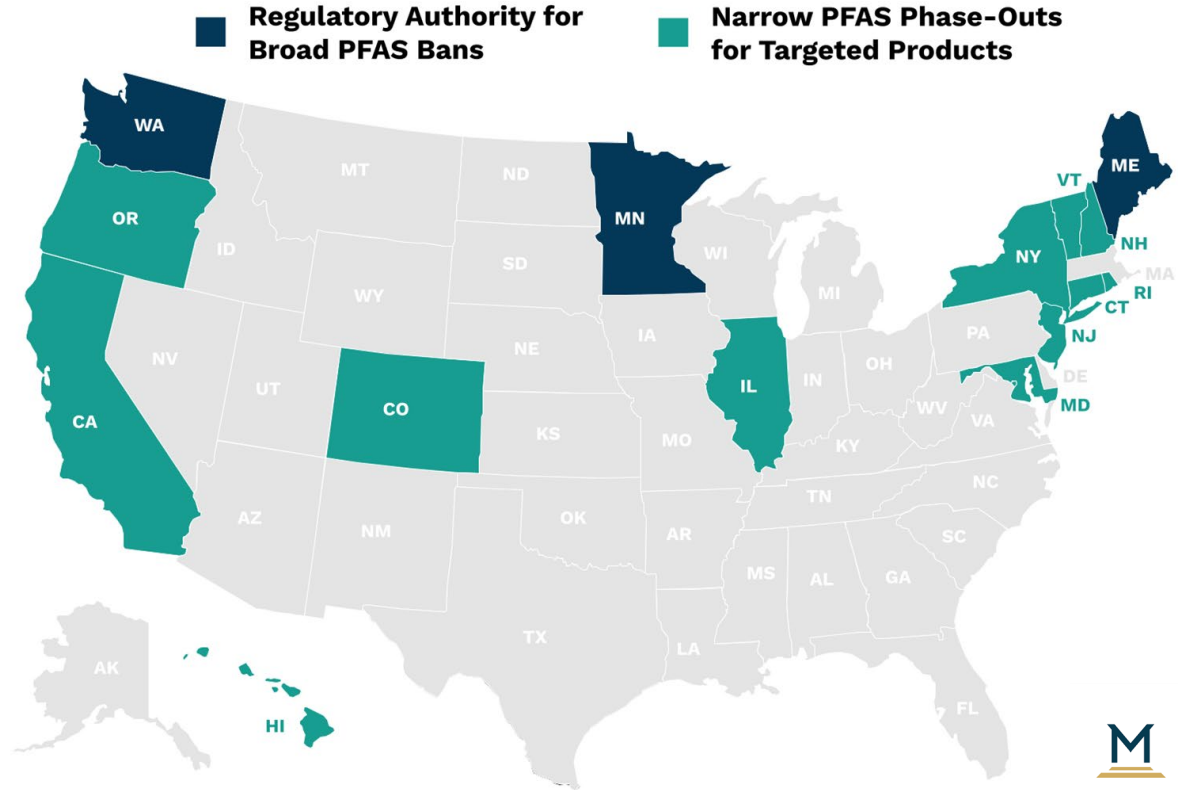 Regulatory Authority for
Broad PFAS Bans
Narrow PFAS Phase-Outs
for Targeted Products
WA
OR
CA
ID
NV
MT
WY
UT
CO
AZ
NM
ND
SD
NE
KS
OK
TX
MN
IA
MO
AR
LA
WI
IL
MI
IN
OH
KY
TN
MS
AL
GA
FL
SC
NC
VA
WV
PA
NY
VT
ME
NH
MA
RI
CT
NJ
DE
MD
AK
HI
M